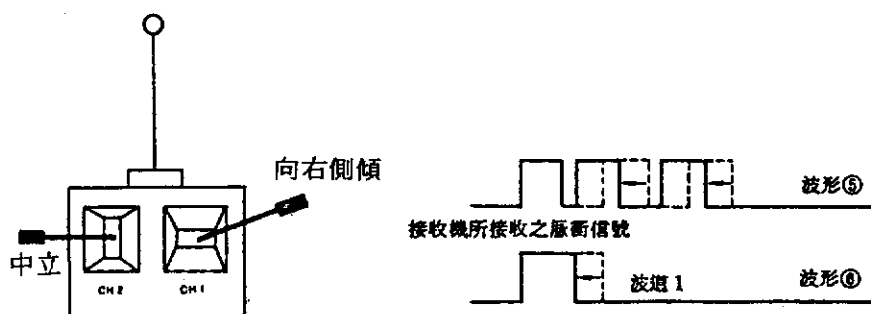 向右側傾
中立
CH 2
CH 1
波形⑤
接收機所接收之脈衝信號
波道 1
波形⑥